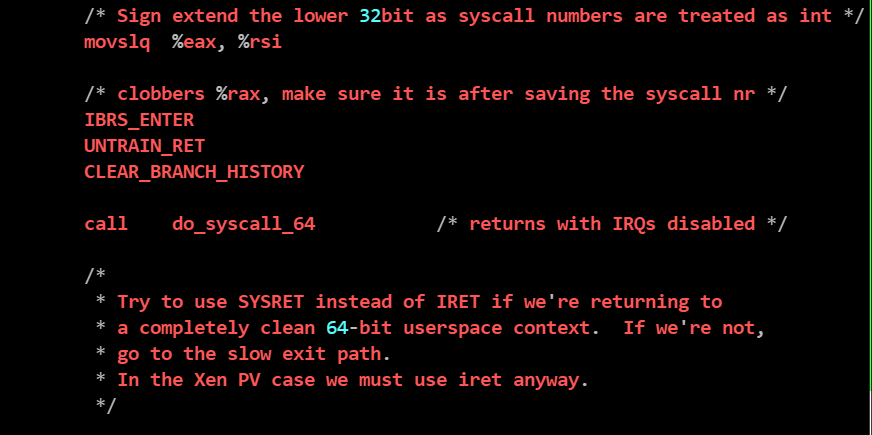 /* Sign extend the lower 32bit as syscall numbers are treated as int */
movslq  %eax, %rsi
/* clobbers %rax, make sure it is after saving the syscall nr */
IBRS_ENTER
UNTRAIN_RET
CLEAR_BRANCH_HISTORY
call    do_syscall_64           /* returns with IRQs disabled */
/*
* Try to use SYSRET instead of IRET if we're returning to
* a completely clean 64-bit userspace context.  If we're not,
* go to the slow exit path.
* In the Xen PV case we must use iret anyway.
*/